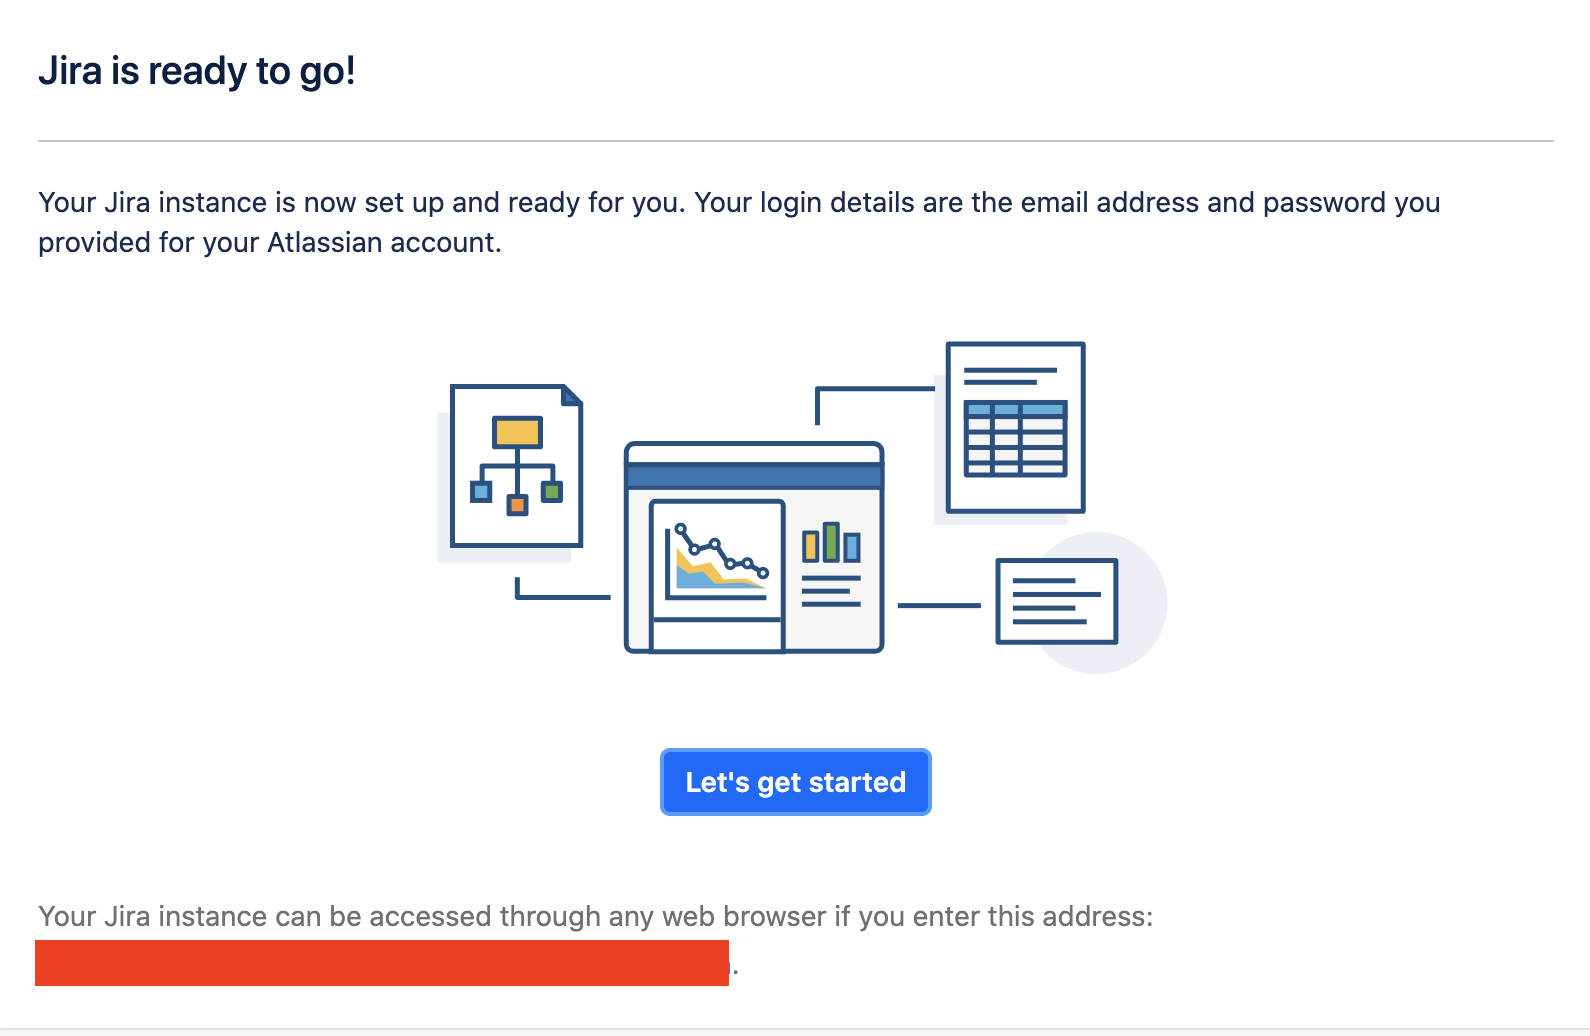 Jira is ready to go!
Your Jira instance is now set up and ready for you. Your login details are the email address and password you
provided for your Atlassian account.
Let's get started
Your Jira instance can be accessed through any web browser if you enter this address:
.